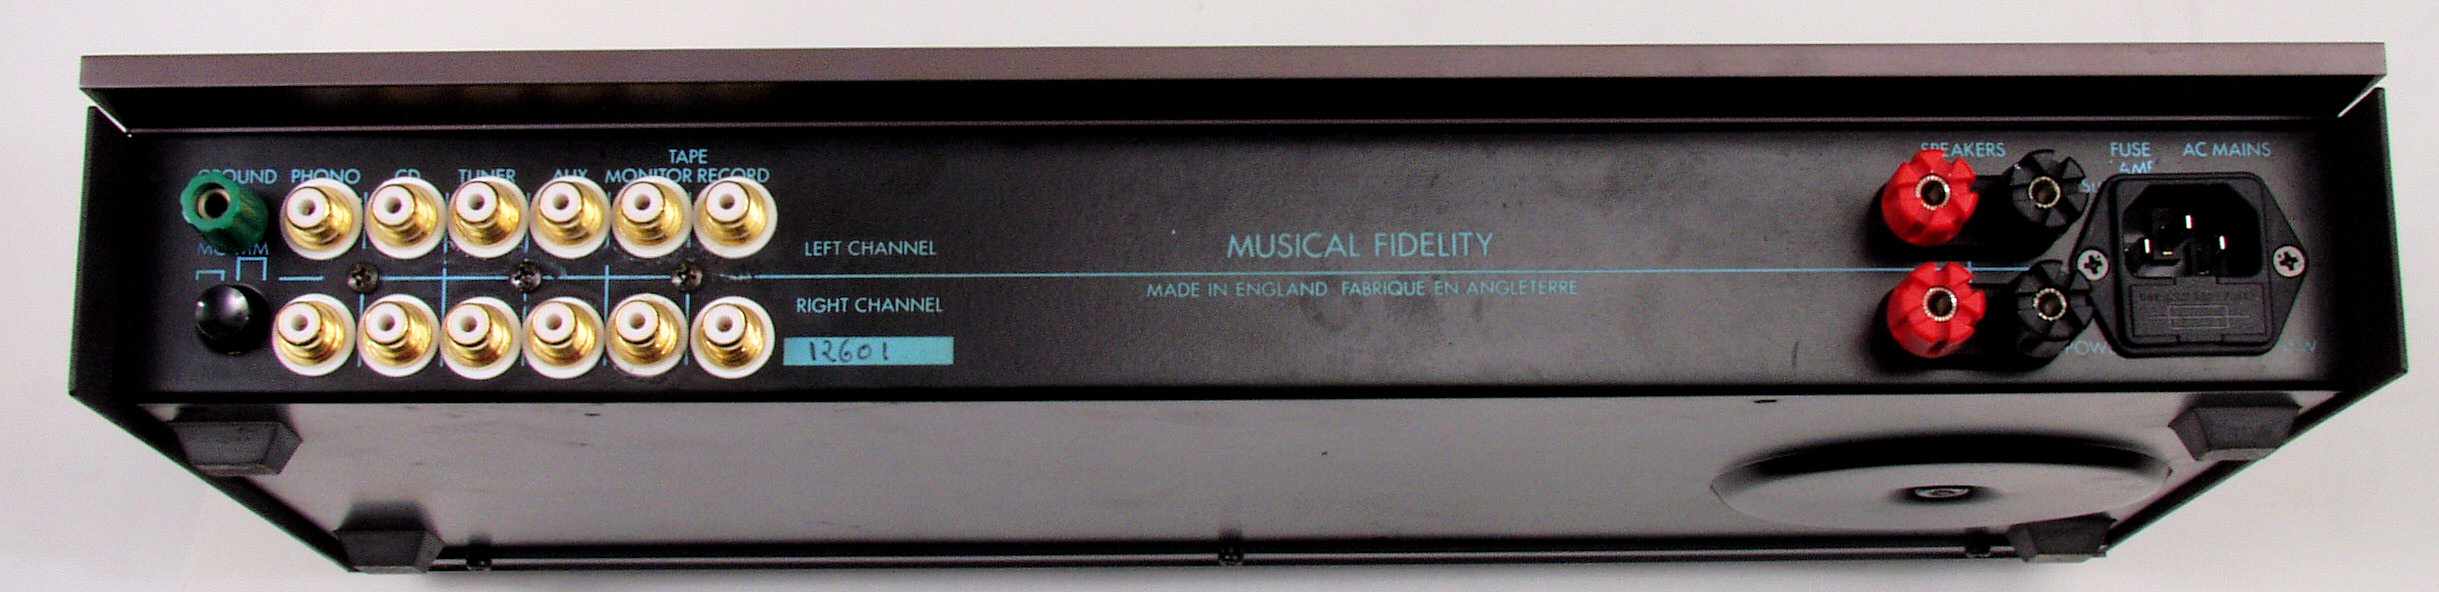 TAPE
GROUND PHONO CD TUNER AUX MONITOR RECORD
SPEAKERS
FUSE AC MAINS
LEFT CHANNEL
MUSICAL FIDELITY
MADE IN ENGLAND FABRIQUE EN ANGLETERRE
RIGHT CHANNEL
12601